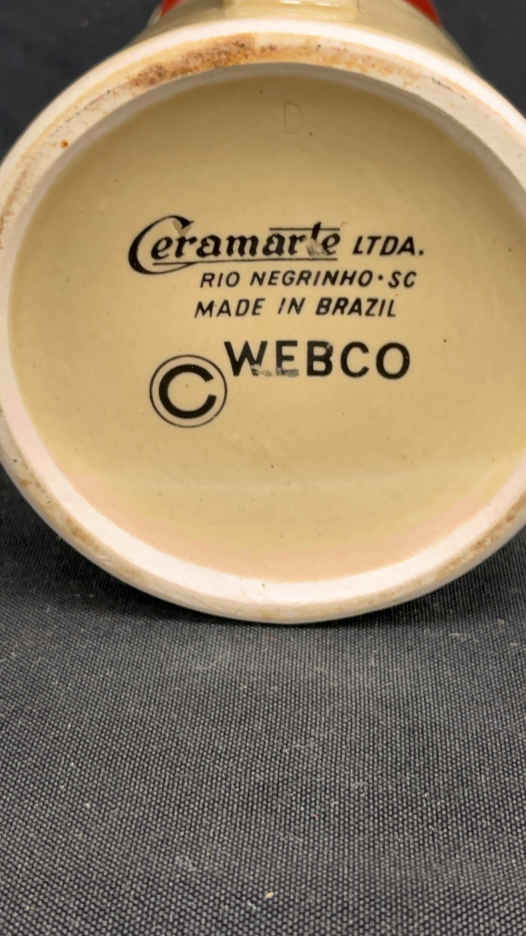 D
Ceramarte LTDA.
RIO NEGRINHO·SC
MADE IN BRAZIL
© WEBCO